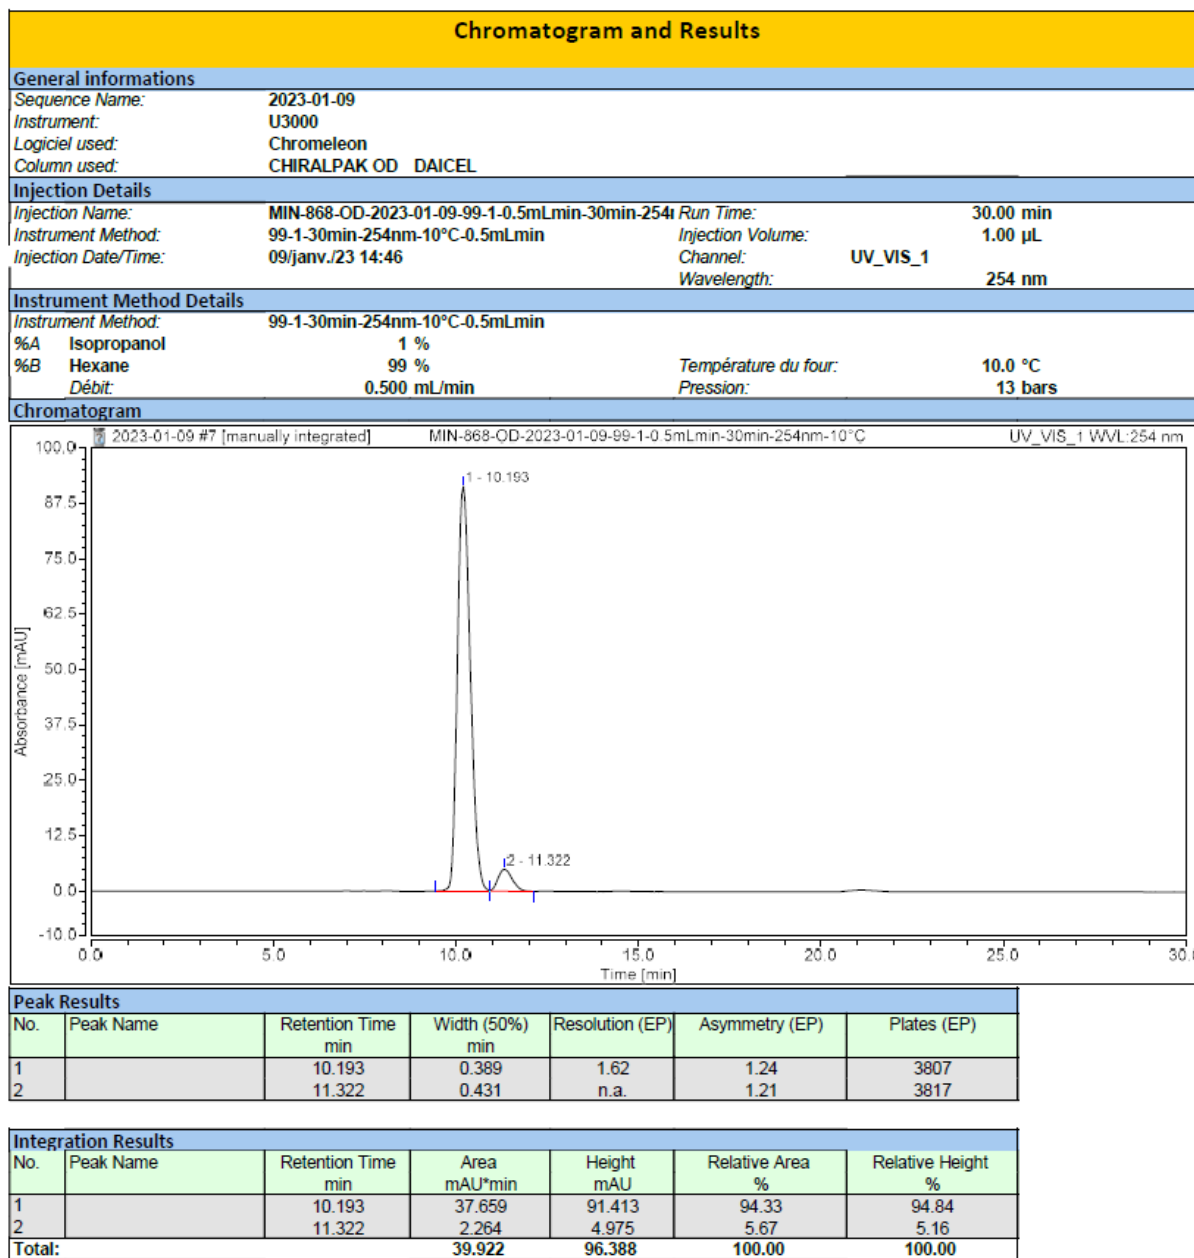 Chromatogram and Results
General informations
Sequence Name: 2023-01-09
Instrument: U3000
Logiciel used: Chromeleon
Column used: CHIRALPAK OD DAICEL
Injection Details
Injection Name: MIN-868-OD-2023-01-09-99-1-0.5mLmin-30min-254 Run Time: 30.00 min
Instrument Method: 99-1-30min-254nm-10°C-0.5mLmin Injection Volume: 1.00 µL
Injection Date/Time: 09/janv./23 14:46 Channel: UV_VIS_1
Wavelength: 254 nm
Instrument Method Details
Instrument Method: 99-1-30min-254nm-10°C-0.5mLmin
%A Isopropanol 1 %
%B Hexane 99 % Température du four: 10.0 °C
Débit: 0.500 mL/min Pression: 13 bars
Chromatogram
2023-01-09 #7 [manually integrated] MIN-868-OD-2023-01-09-99-1-0.5mLmin-30min-254nm-10°C UV_VIS_1 WVL:254 nm
100.0
1 - 10.193
87.5
75.0
62.5
50.0
37.5
25.0
12.5
2 - 11.322
0.0
-10.0
Absorbance [mAU]
0.0 5.0 10.0 15.0 20.0 25.0 30.0
Time [min]
Peak Results
No. Peak Name Retention Time Width (50%) Resolution (EP) Asymmetry (EP) Plates (EP)
min min
1 10.193 0.389 1.62 1.24 3807
2 11.322 0.431 n.a. 1.21 3817
Integration Results
No. Peak Name Retention Time Area Height Relative Area Relative Height
min mAU*min mAU % %
1 10.193 37.659 91.413 94.33 94.84
2 11.322 2.264 4.975 5.67 5.16
Total: 39.922 96.388 100.00 100.00